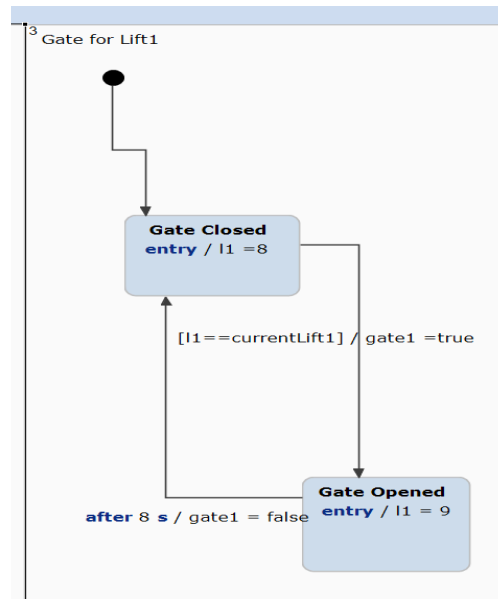 3
Gate for Lift1
Gate Closed
entry / l1 =8
[l1==currentLift1] / gate1 =true
Gate Opened
entry / l1 = 9
after 8 s / gate1 = false